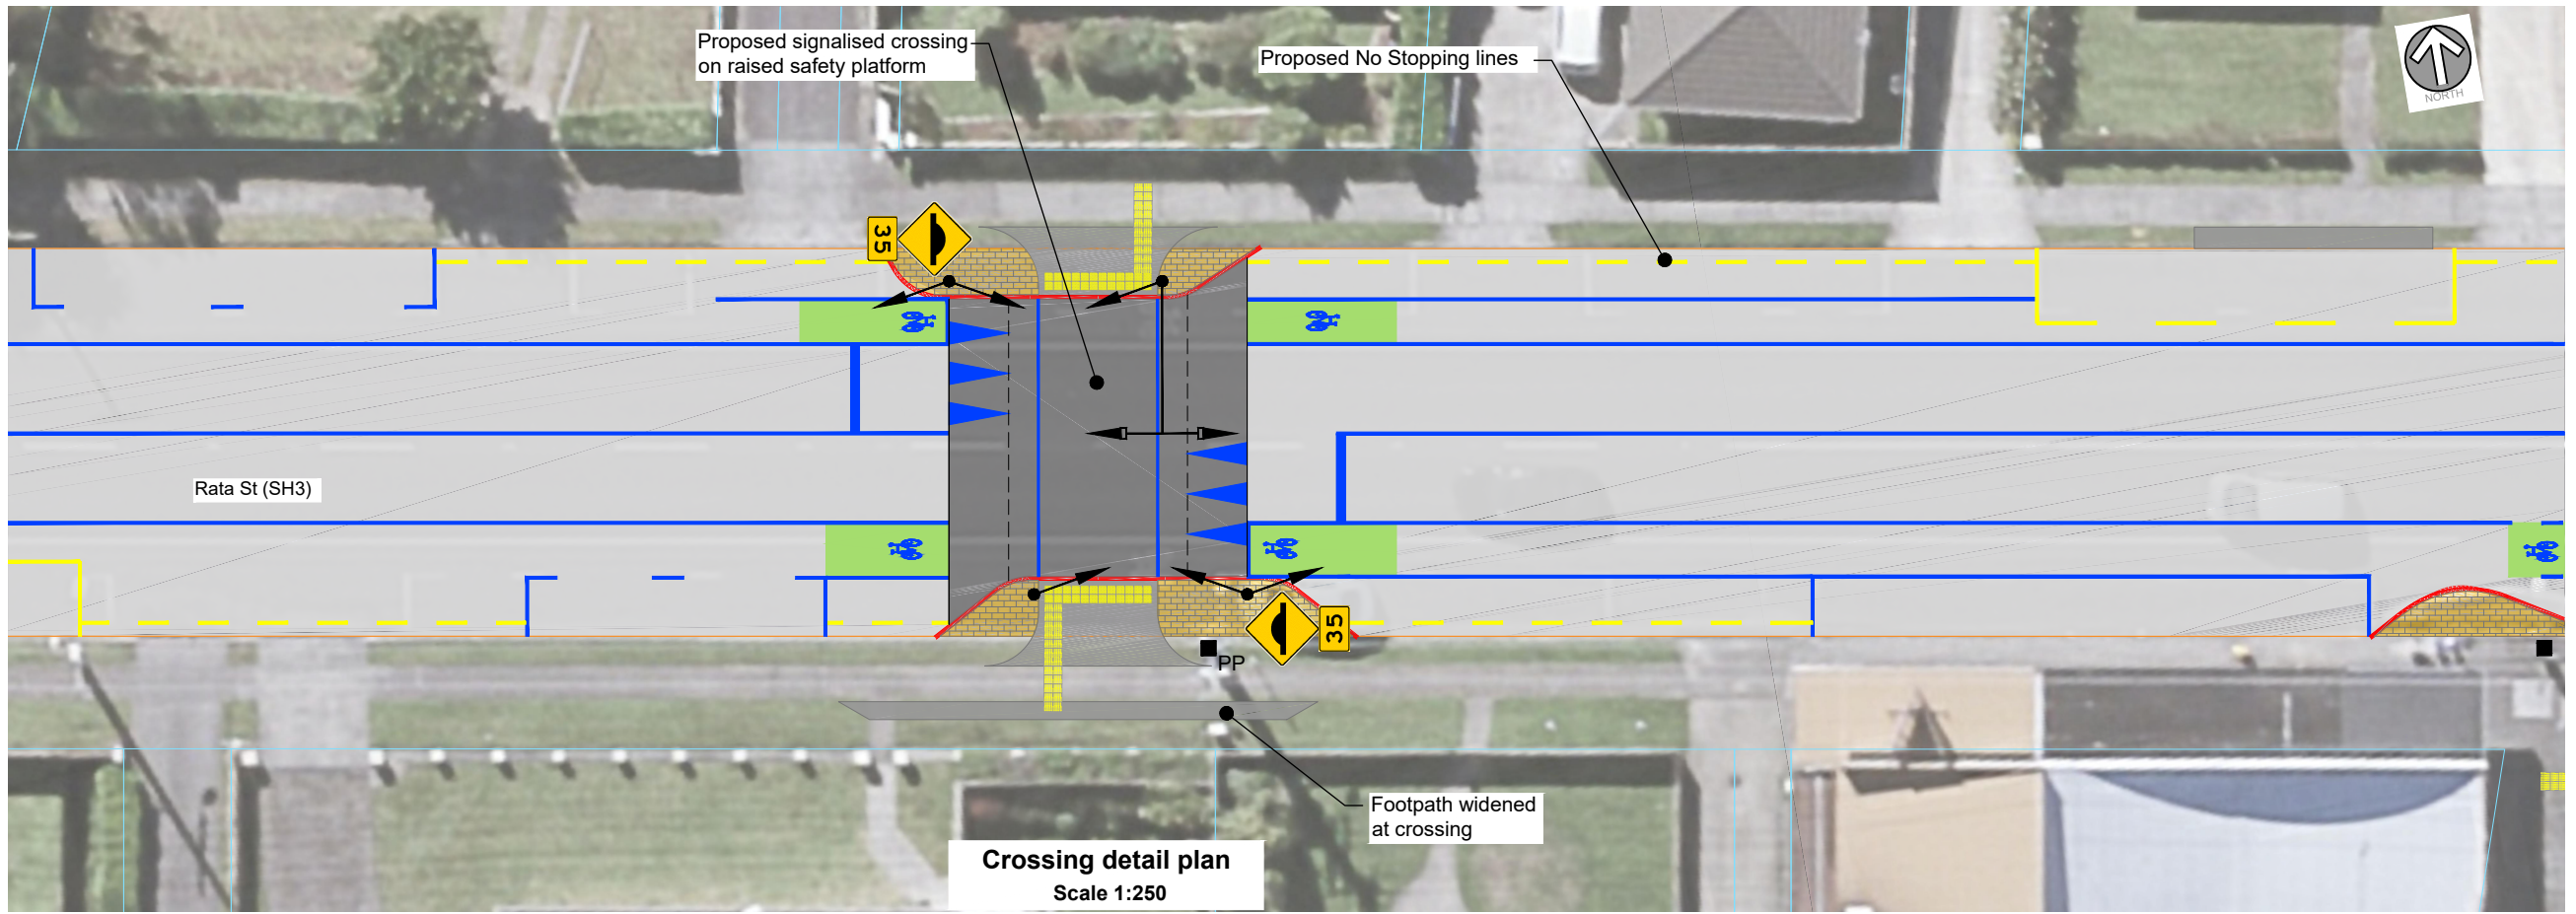 Proposed signalised crossing
on raised safety platform
Proposed No Stopping lines
NORTH
35
Rata St (SH3)
35
PP
Footpath widened
at crossing
Crossing detail plan
Scale 1:250